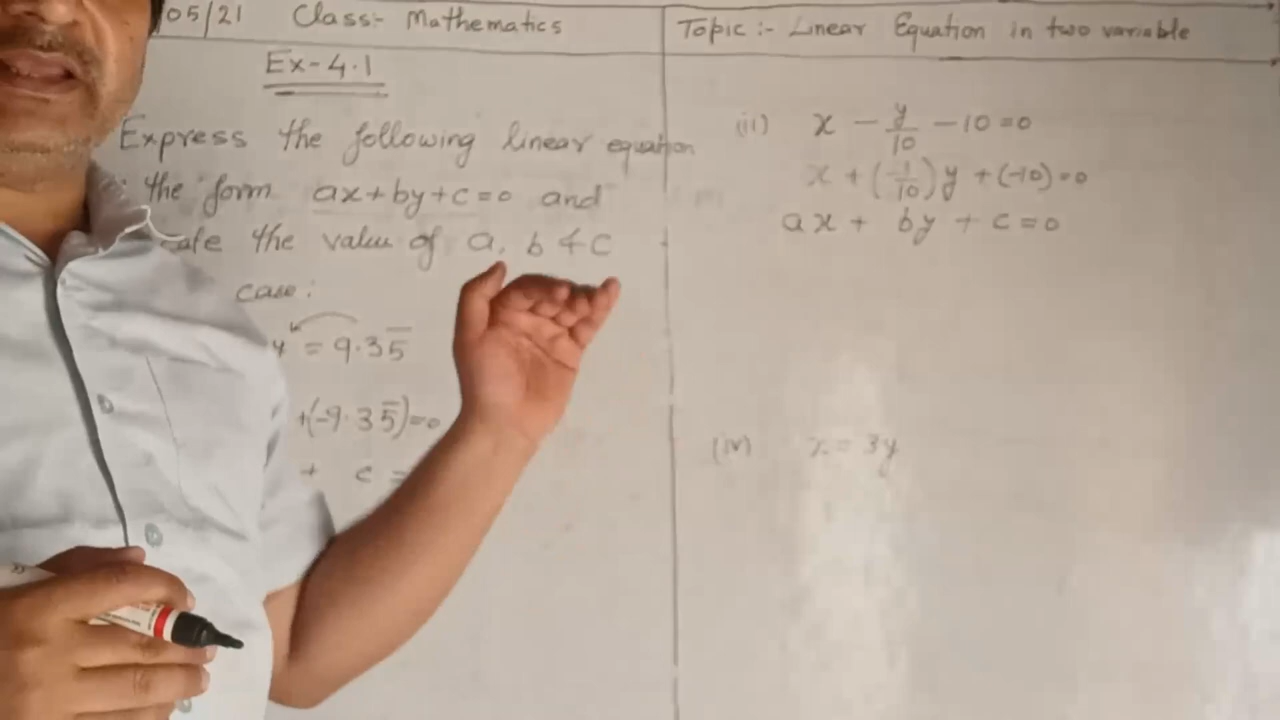 05/21 Class:- Mathematics
Topic :- Linear Equation in two variable
Ex-4.1
Express the following linear equation
the form ax+by+c=0 and
the value of a, b & c
case:
y = 9.35̅
+(-9.35̅)=0
+ c =
(iii) x - y/10 - 10 = 0
x + (-1/10)y + (-10) = 0
ax + by + c = 0
(iv) x = 3y